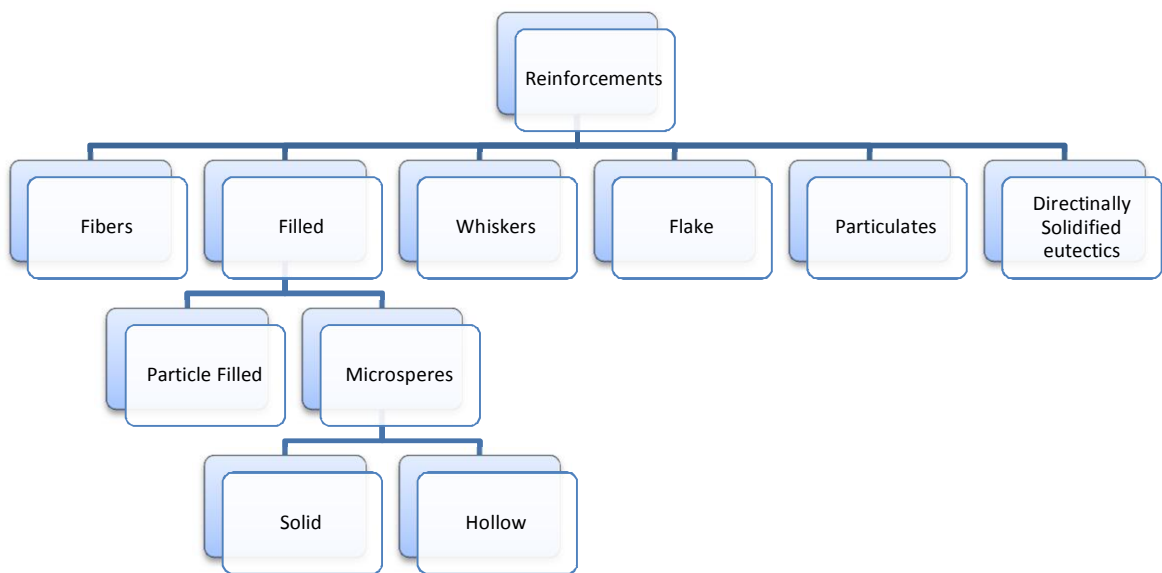 Reinforcements
Fibers
Filled
Whiskers
Flake
Particulates
Directinally
Solidified
eutectics
Particle Filled
Microsperes
Solid
Hollow